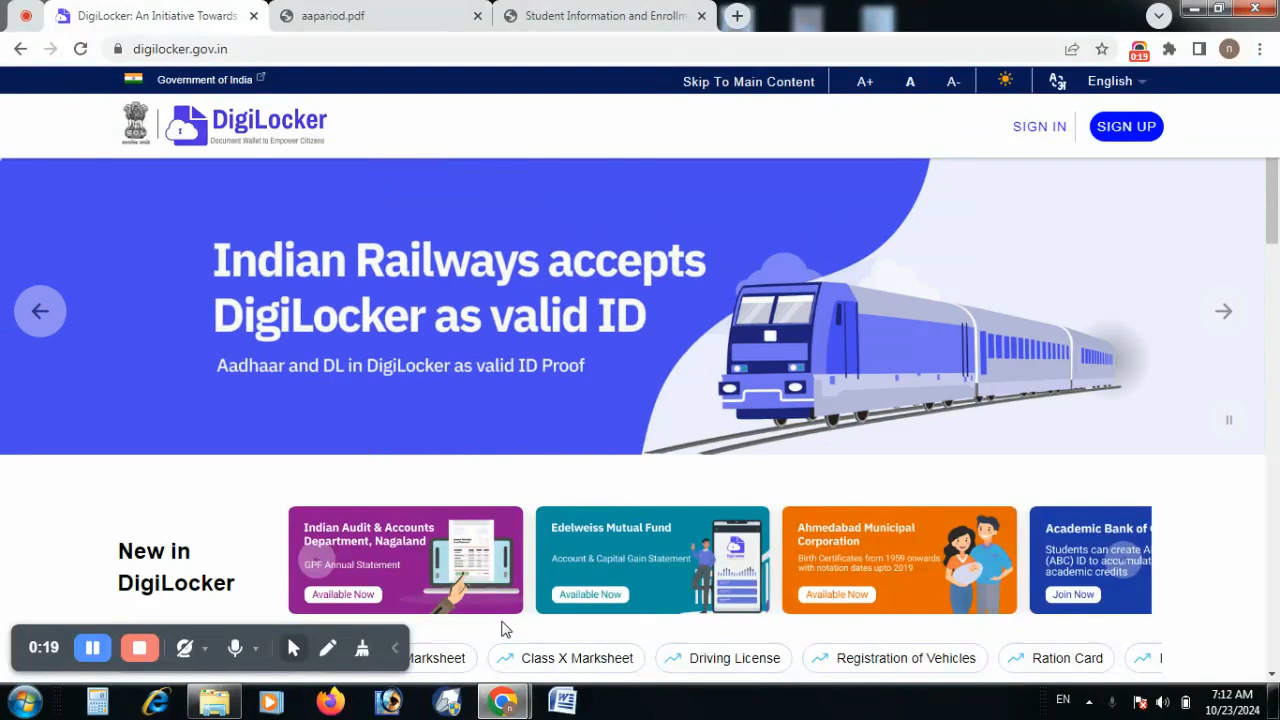 DigiLocker: An Initiative Towards
aapariod.pdf
Student Information and Enrollm
digilocker.gov.in
0:19
n
Government of India
Skip To Main Content
A+
A
A-
English
DigiLocker
Document Wallet to Empower Citizens
SIGN IN
SIGN UP
Indian Railways accepts
DigiLocker as valid ID
Aadhaar and DL in DigiLocker as valid ID Proof
New in
DigiLocker
Indian Audit & Accounts
Department, Nagaland
GPF Annual Statement
Available Now
Edelweiss Mutual Fund
Account & Capital Gain Statement
Available Now
Ahmedabad Municipal
Corporation
Birth Certificates from 1959 onwards
with notation dates upto 2019
Available Now
Academic Bank of
Students can create A
(ABC) ID to accumulat
academic credits
Join Now
0:19
Marksheet
Class X Marksheet
Driving License
Registration of Vehicles
Ration Card
EN
7:12 AM
10/23/2024